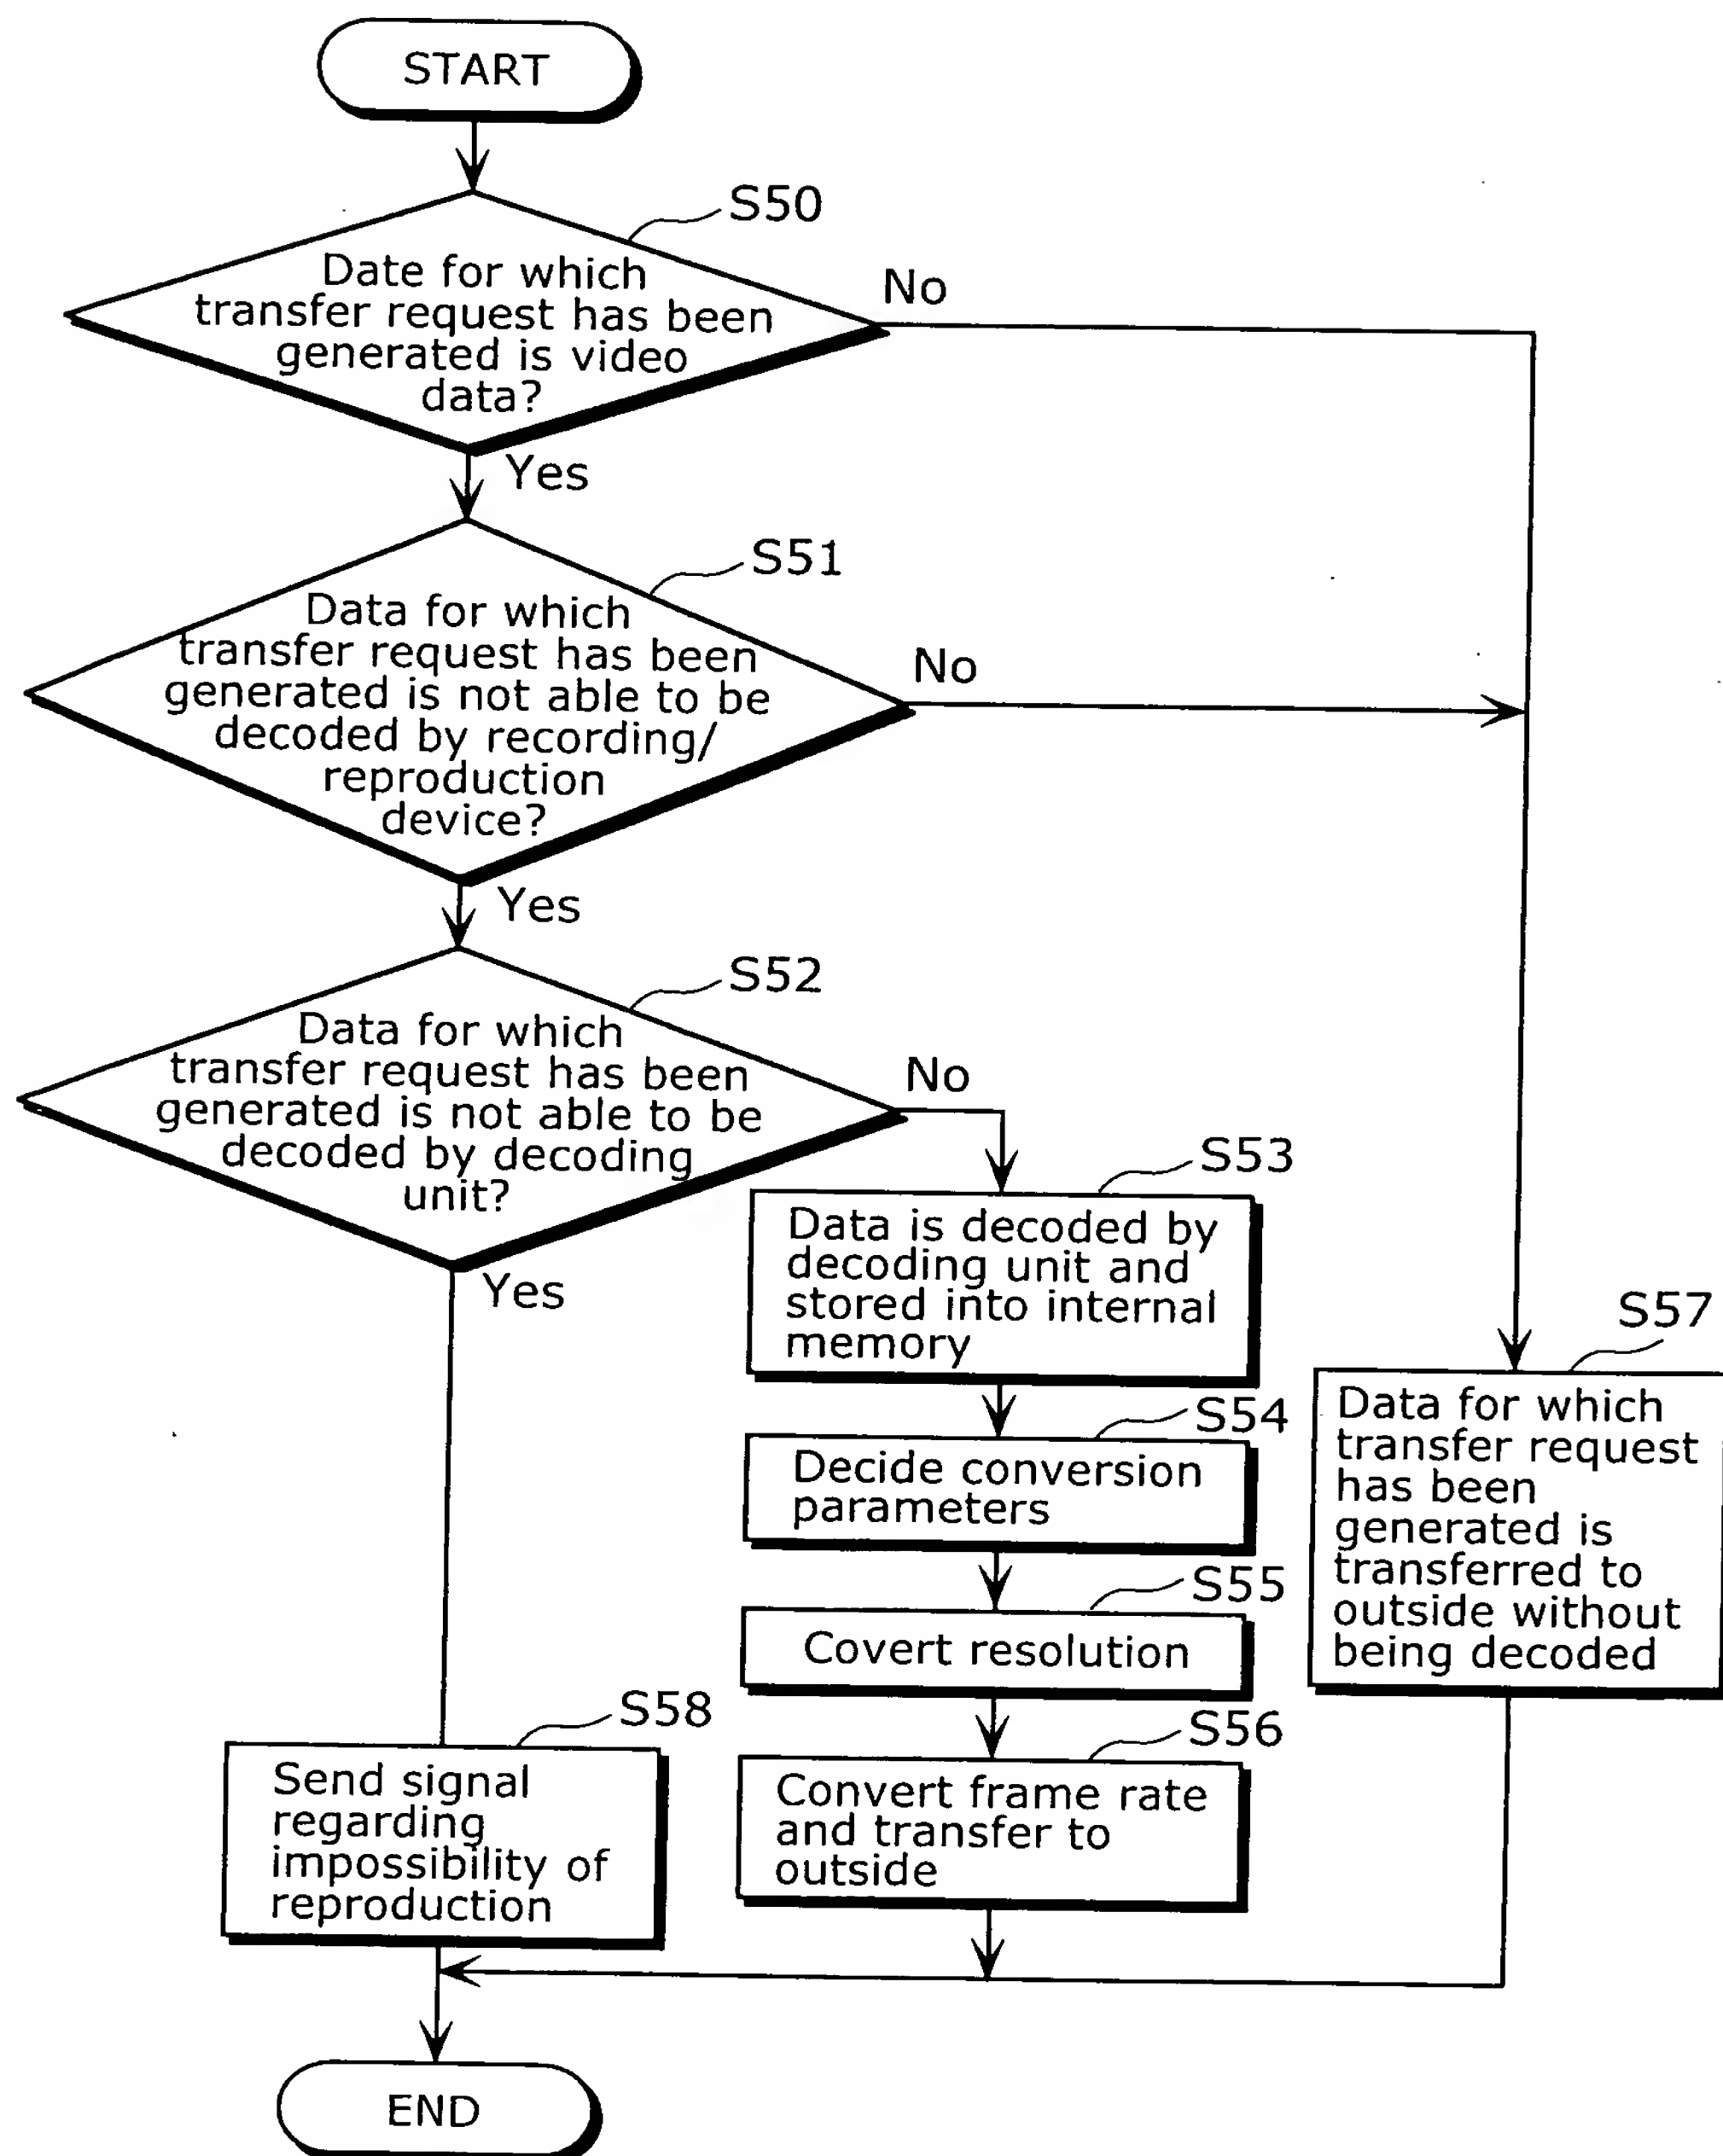 START
S50
Date for which
transfer request has been
generated is video
data?
No
Yes
S51
Data for which
transfer request has been
generated is not able to be
decoded by recording/
reproduction
device?
No
Yes
S52
Data for which
transfer request has been
generated is not able to be
decoded by decoding
unit?
No
Yes
S53
Data is decoded by
decoding unit and
stored into internal
memory
S54
Decide conversion
parameters
S55
Covert resolution
S56
Convert frame rate
and transfer to
outside
S57
Data for which
transfer request
has been
generated is
transferred to
outside without
being decoded
S58
Send signal
regarding
impossibility of
reproduction
END